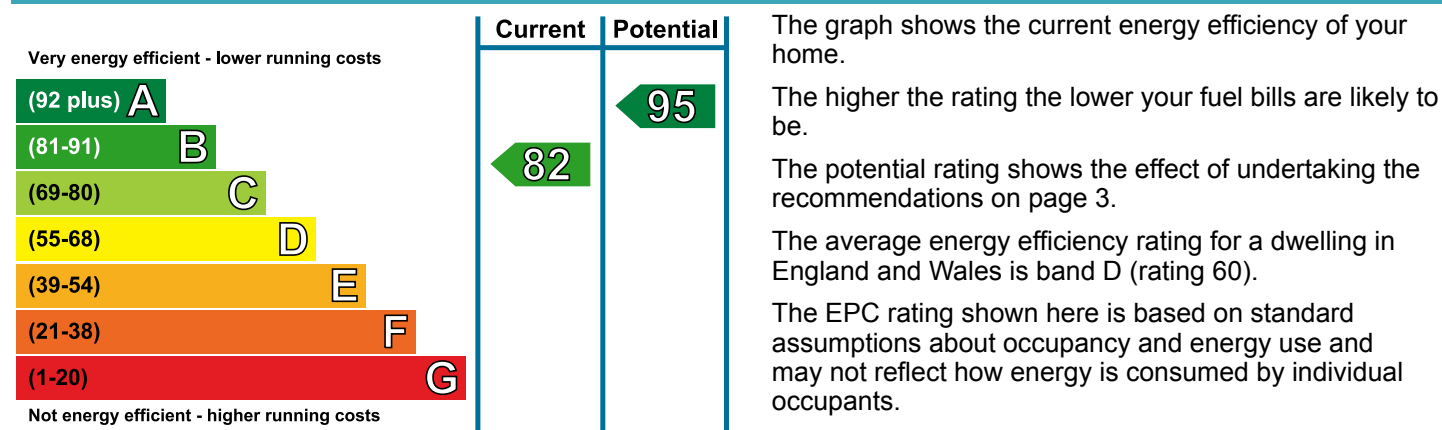 Current Potential
Very energy efficient - lower running costs
(92 plus) A
(81-91) B
(69-80) C
(55-68) D
(39-54) E
(21-38) F
(1-20) G
Not energy efficient - higher running costs
82
95
The graph shows the current energy efficiency of your
home.
The higher the rating the lower your fuel bills are likely to
be.
The potential rating shows the effect of undertaking the
recommendations on page 3.
The average energy efficiency rating for a dwelling in
England and Wales is band D (rating 60).
The EPC rating shown here is based on standard
assumptions about occupancy and energy use and
may not reflect how energy is consumed by individual
occupants.